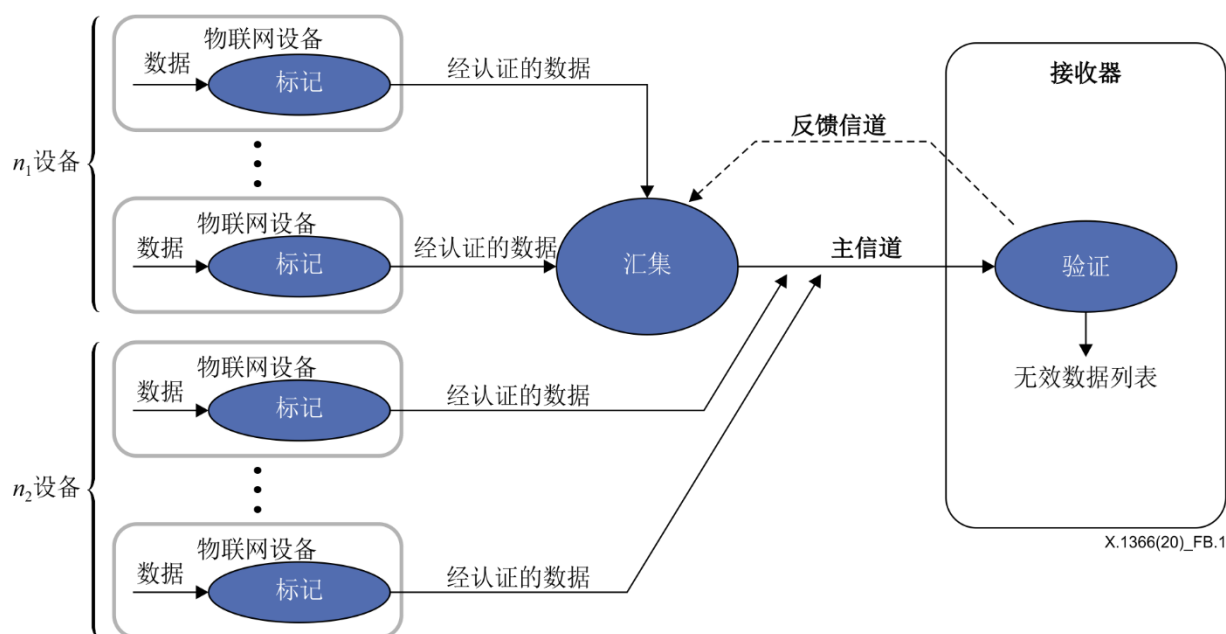 物联网设备
数据
标记
经认证的数据
n1设备
物联网设备
数据
标记
经认证的数据
汇集
反馈信道
主信道
接收器
验证
无效数据列表
物联网设备
数据
标记
经认证的数据
n2设备
物联网设备
数据
标记
经认证的数据
X.1366(20)_FB.1